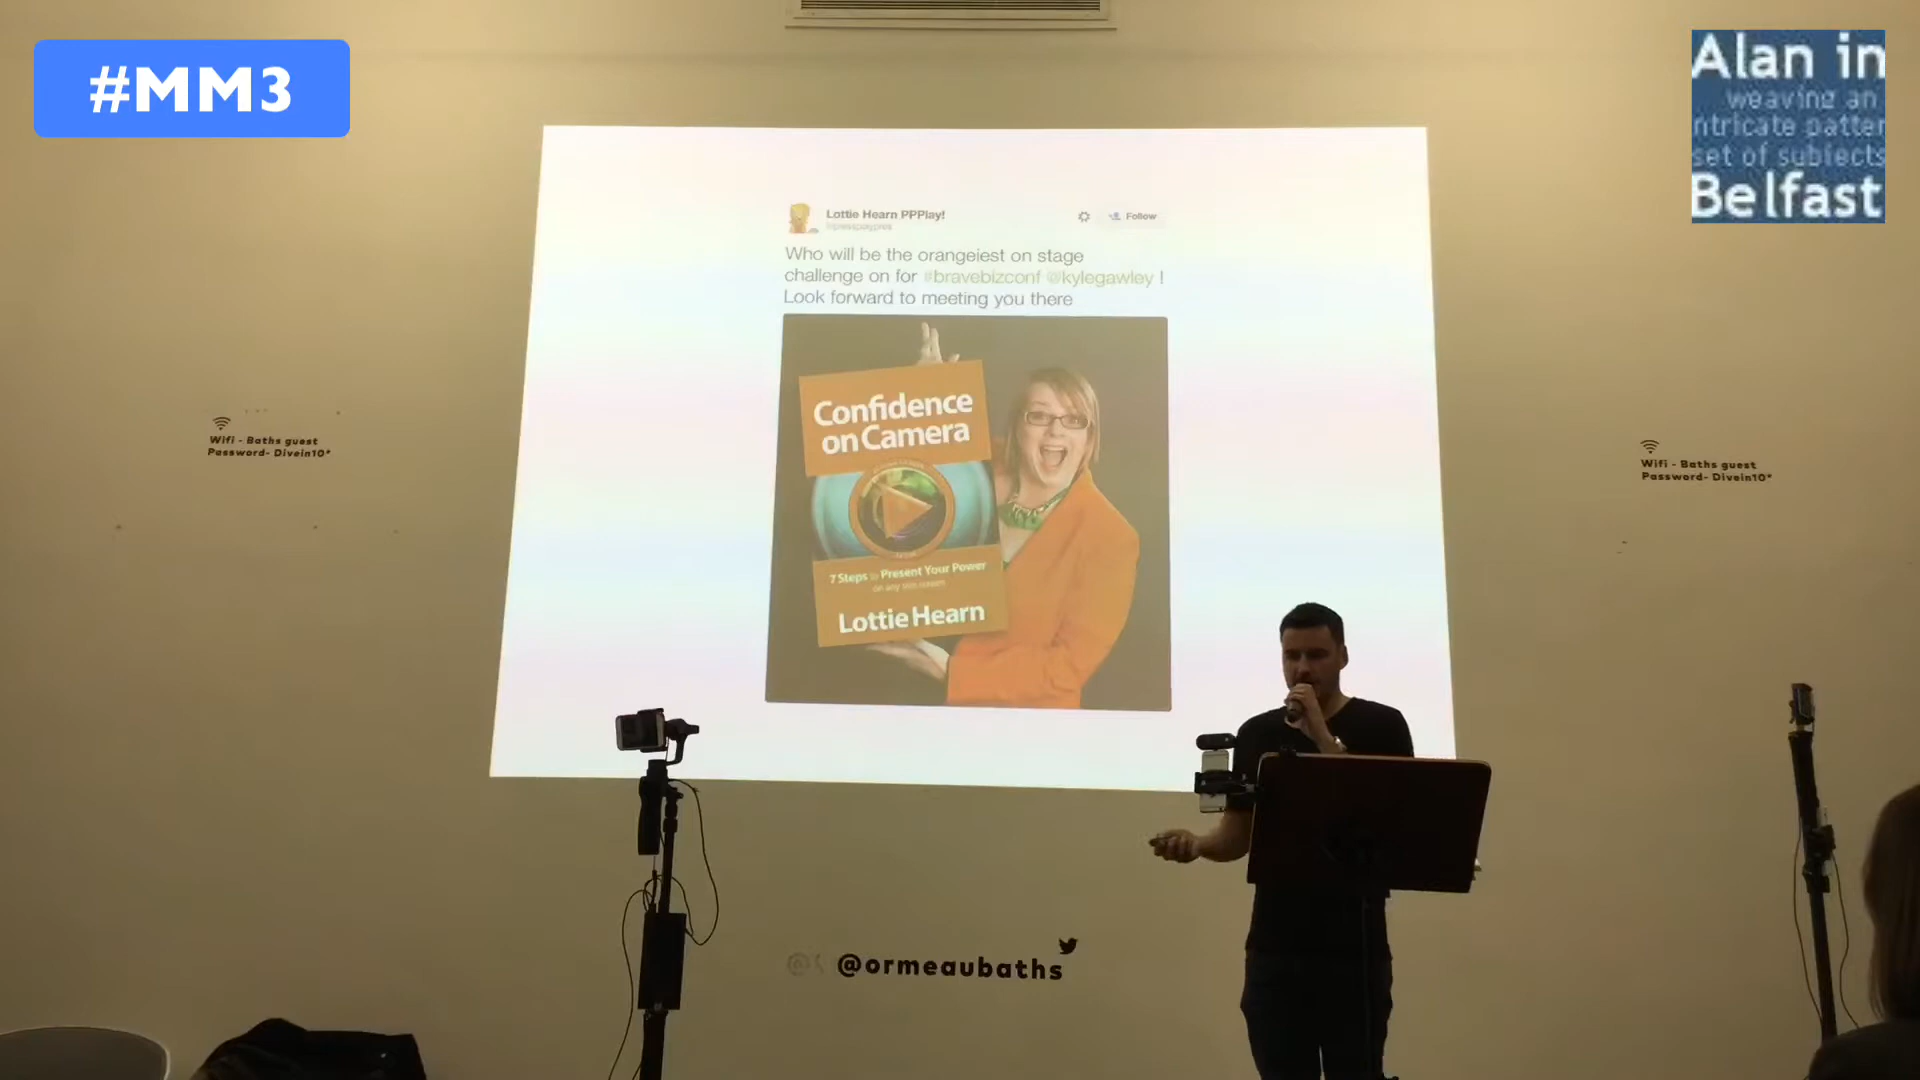 #MM3
Alan in
weaving an
ntricate patter
set of subjects
Belfast
Lottie Hearn PPPlay!
Follow
Who will be the orangeiest on stage
challenge on for #bravebizconf @kylegawley !
Look forward to meeting you there
Confidence
on Camera
7 Steps to Present Your Power
Lottie Hearn
Wifi - Baths guest
Password- Divein10*
Wifi - Baths guest
Password- Divein10*
@ormeaubaths